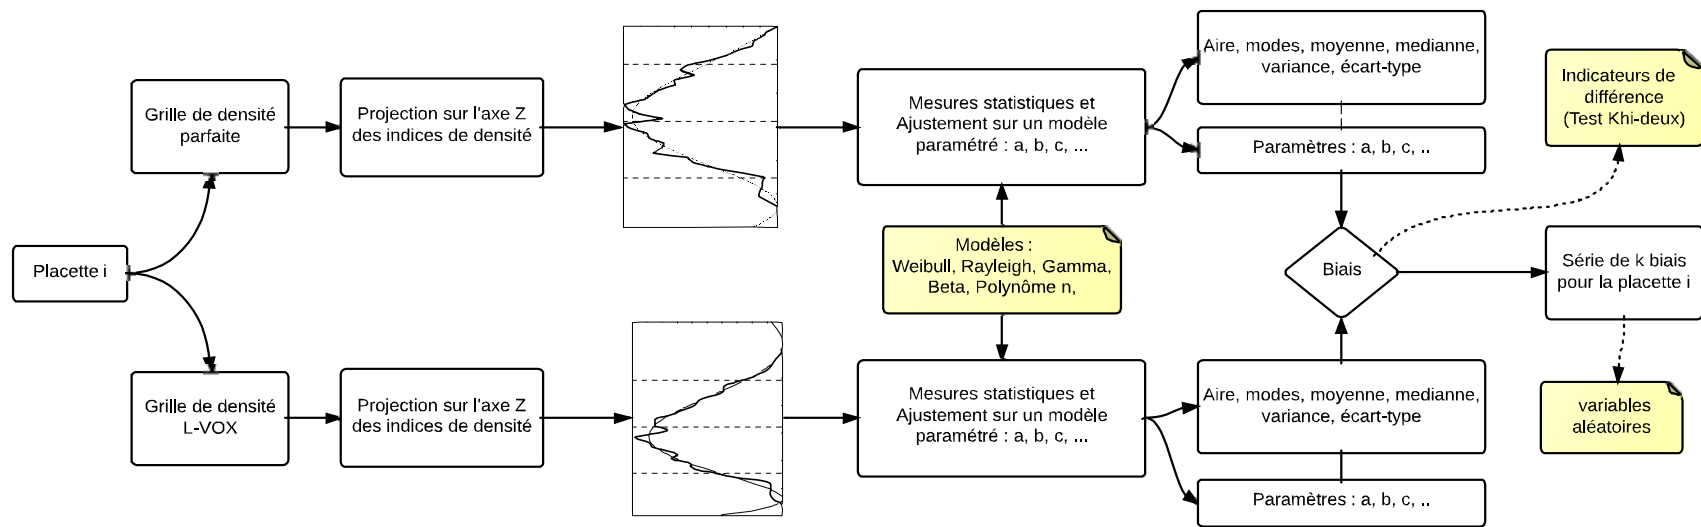 Placette i
Grille de densité
parfaite
Projection sur l'axe Z
des indices de densité
Mesures statistiques et
Ajustement sur un modèle
paramétré : a, b, c, ...
Aire, modes, moyenne, medianne,
variance, écart-type
Paramètres : a, b, c, ..
Indicateurs de
différence
(Test Khi-deux)
Modèles :
Weibull, Rayleigh, Gamma,
Beta, Polynôme n,
Biais
Série de k biais
pour la placette i
Grille de densité
L-VOX
Projection sur l'axe Z
des indices de densité
Mesures statistiques et
Ajustement sur un modèle
paramétré : a, b, c, ...
Aire, modes, moyenne, medianne,
variance, écart-type
Paramètres : a, b, c, ..
variables
aléatoires